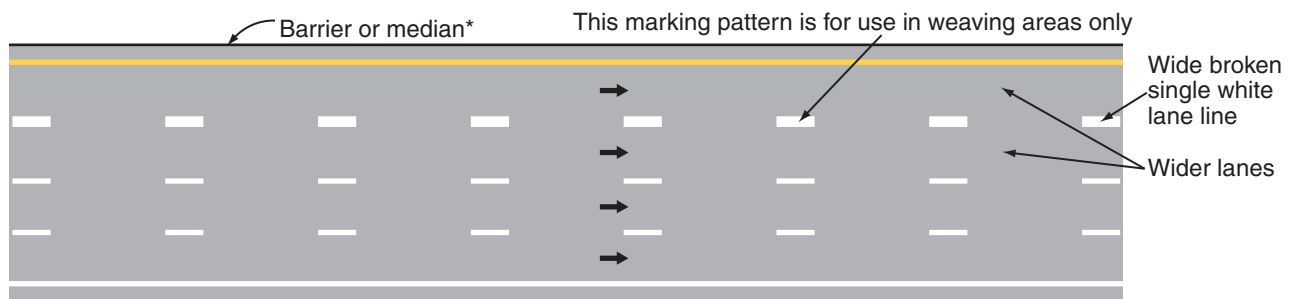 Barrier or median*
This marking pattern is for use in weaving areas only
Wide broken
single white
lane line
Wider lanes